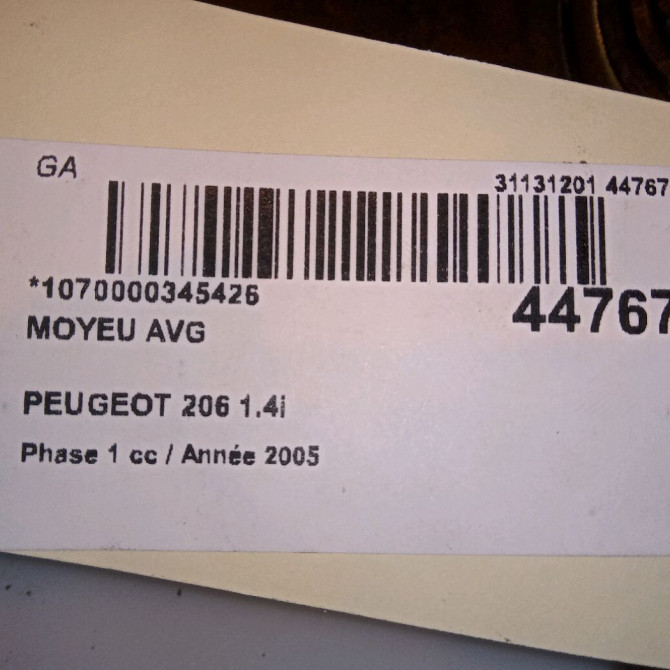 GA
31131201 44767
*1070000345426
44767
MOYEU AVG
PEUGEOT 206 1.4i
Phase 1 cc / Année 2005